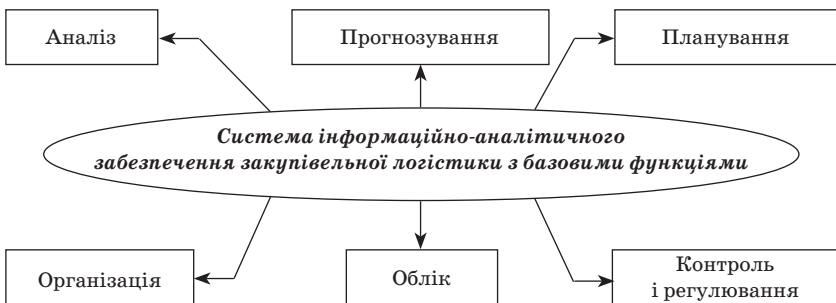 Аналіз
Прогнозування
Планування
Система інформаційно-аналітичного
забезпечення закупівельної логістики з базовими функціями
Організація
Облік
Контроль
і регулювання